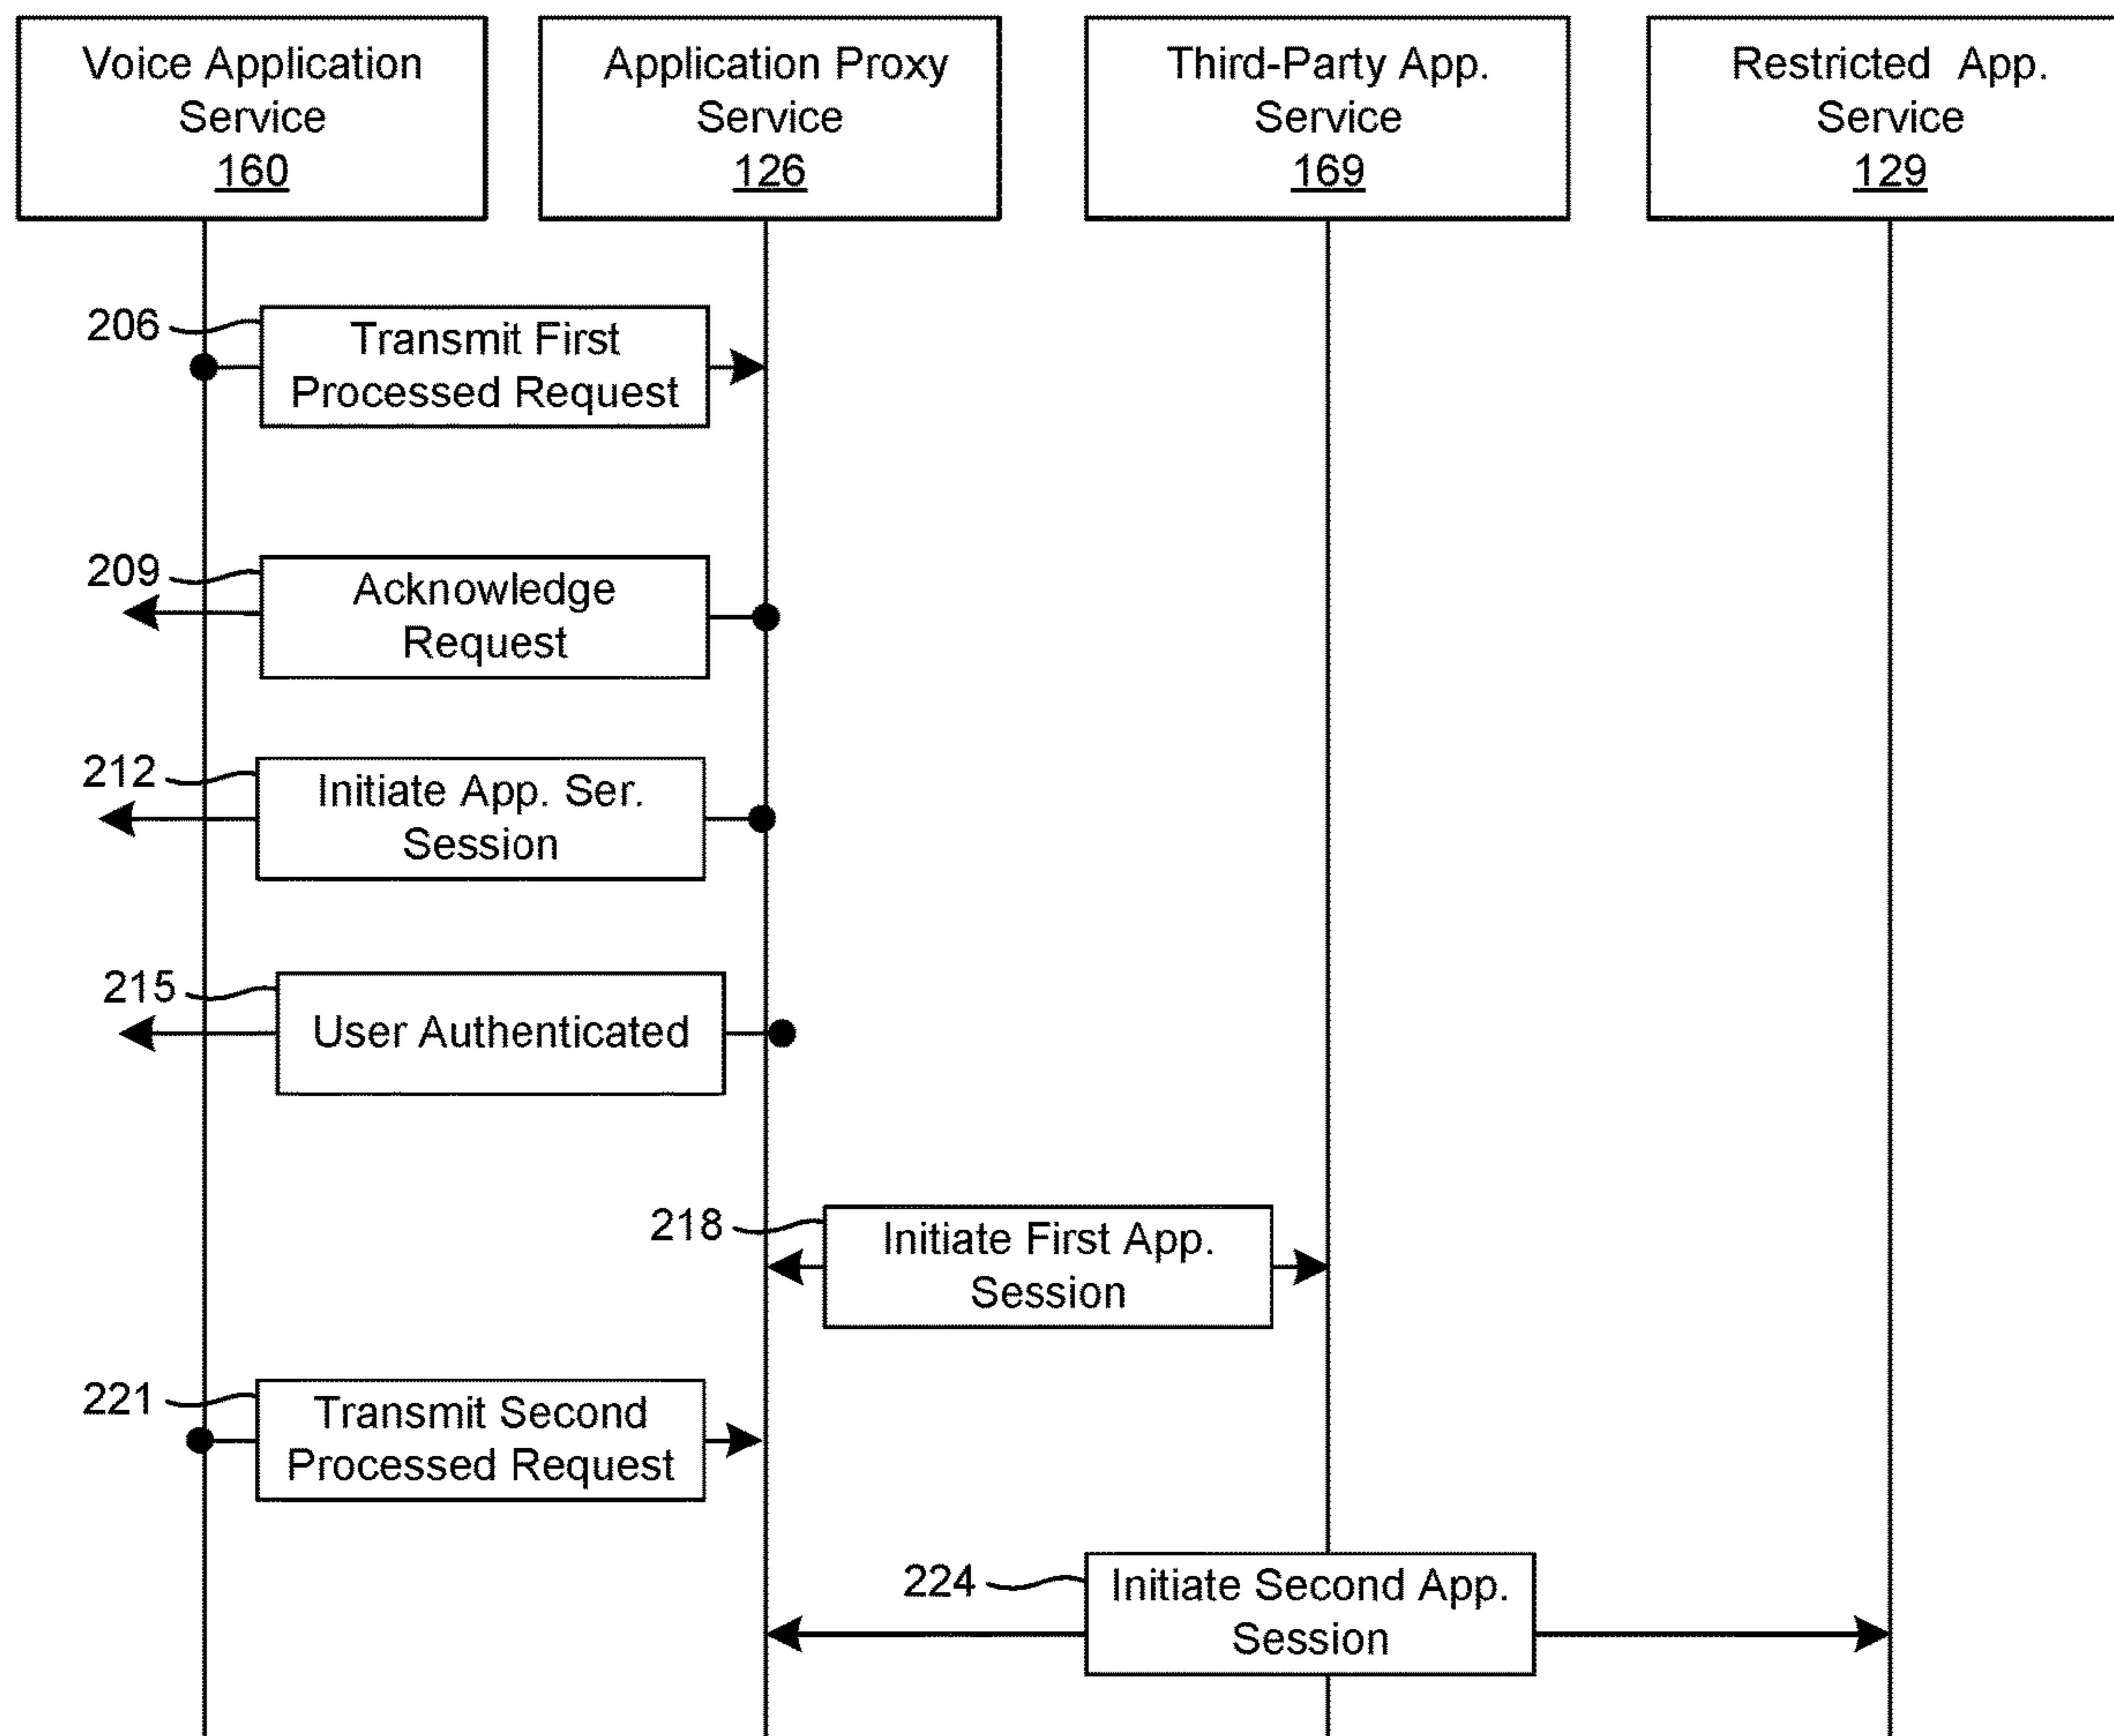 Voice Application
Service
160
Application Proxy
Service
126
Third-Party App.
Service
169
Restricted App.
Service
129
206
Transmit First
Processed Request
209
Acknowledge
Request
212
Initiate App. Ser.
Session
215
User Authenticated
218
Initiate First App.
Session
221
Transmit Second
Processed Request
224
Initiate Second App.
Session